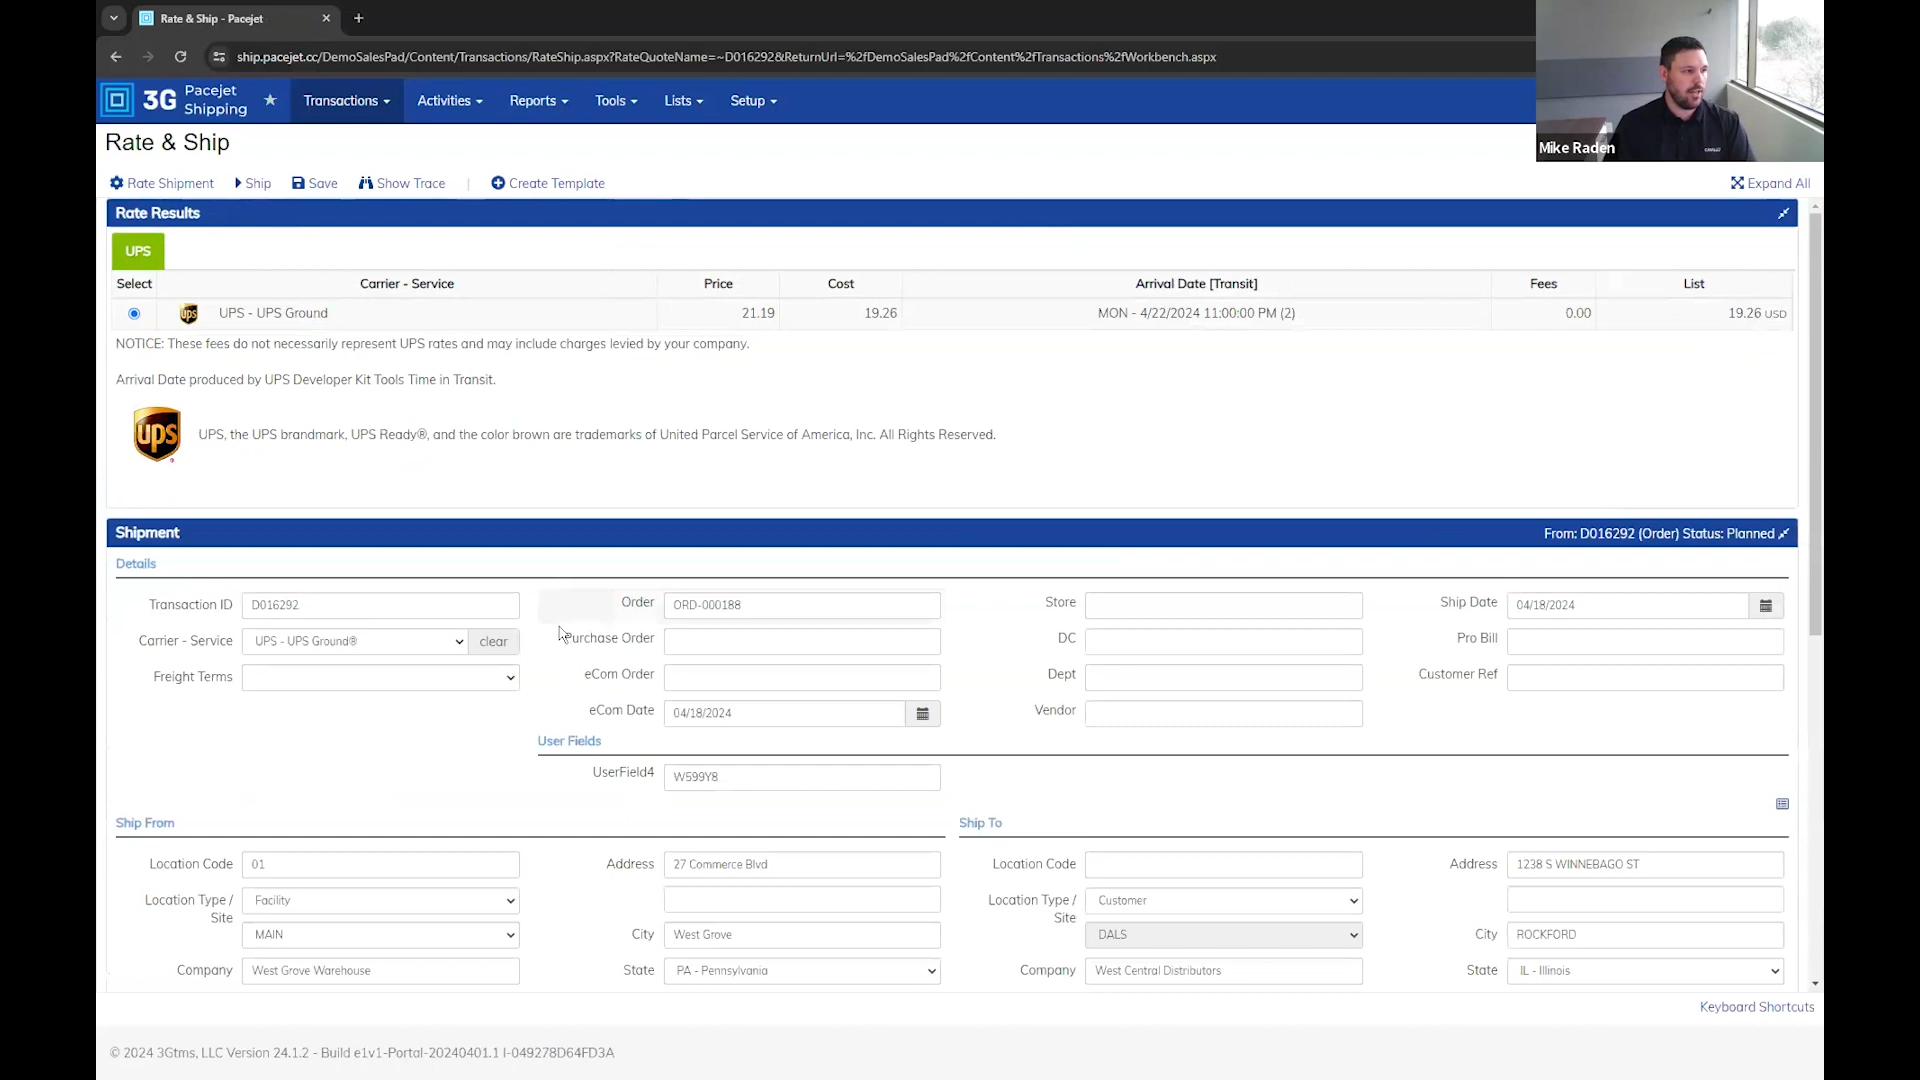 Rate & Ship - Pacejet
ship.pacejet.cc/DemoSalesPad/Content/Transactions/RateShip.aspx?RateQuoteName=~D016292&ReturnUrl=%2fDemoSalesPad%2fContent%2fTransactions%2fWorkbench.aspx
3G Pacejet Shipping
Transactions Activities Reports Tools Lists Setup
Mike Raden
Rate & Ship
Rate Shipment Ship Save Show Trace | Create Template Expand All
Rate Results
UPS
Select Carrier - Service Price Cost Arrival Date [Transit] Fees List
ups UPS - UPS Ground 21.19 19.26 MON - 4/22/2024 11:00:00 PM (2) 0.00 19.26 USD
NOTICE: These fees do not necessarily represent UPS rates and may include charges levied by your company.
Arrival Date produced by UPS Developer Kit Tools Time in Transit.
ups UPS, the UPS brandmark, UPS Ready®, and the color brown are trademarks of United Parcel Service of America, Inc. All Rights Reserved.
Shipment From: D016292 (Order) Status: Planned
Details
Transaction ID D016292 Order ORD-000188 Store Ship Date 04/18/2024
Carrier - Service UPS - UPS Ground® clear Purchase Order DC Pro Bill
Freight Terms eCom Order Dept Customer Ref
eCom Date 04/18/2024 Vendor
User Fields
UserField4 W599Y8
Ship From Ship To
Location Code 01 Address 27 Commerce Blvd Location Code Address 1238 S WINNEBAGO ST
Location Type / Site Facility Location Type / Site Customer
MAIN City West Grove DALS City ROCKFORD
Company West Grove Warehouse State PA - Pennsylvania Company West Central Distributors State IL - Illinois
Keyboard Shortcuts
© 2024 3Gtms, LLC Version 24.1.2 - Build e1v1-Portal-20240401.1 I-049278D64FD3A